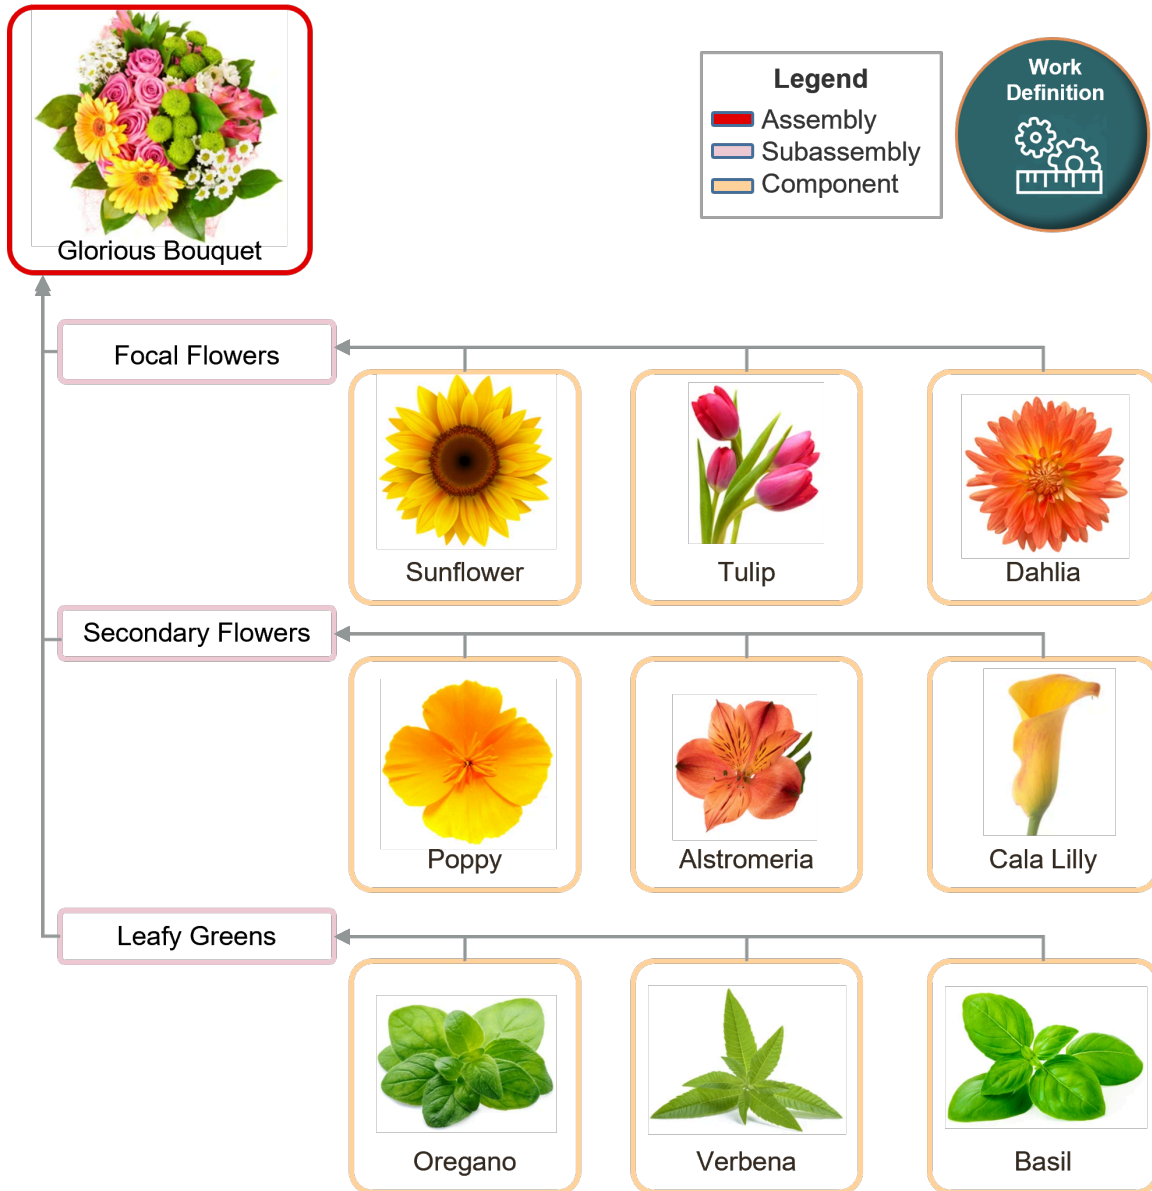 Glorious Bouquet
Legend
Assembly
Subassembly
Component
Work
Definition
Focal Flowers
Sunflower
Tulip
Dahlia
Secondary Flowers
Poppy
Alstromeria
Cala Lilly
Leafy Greens
Oregano
Verbena
Basil